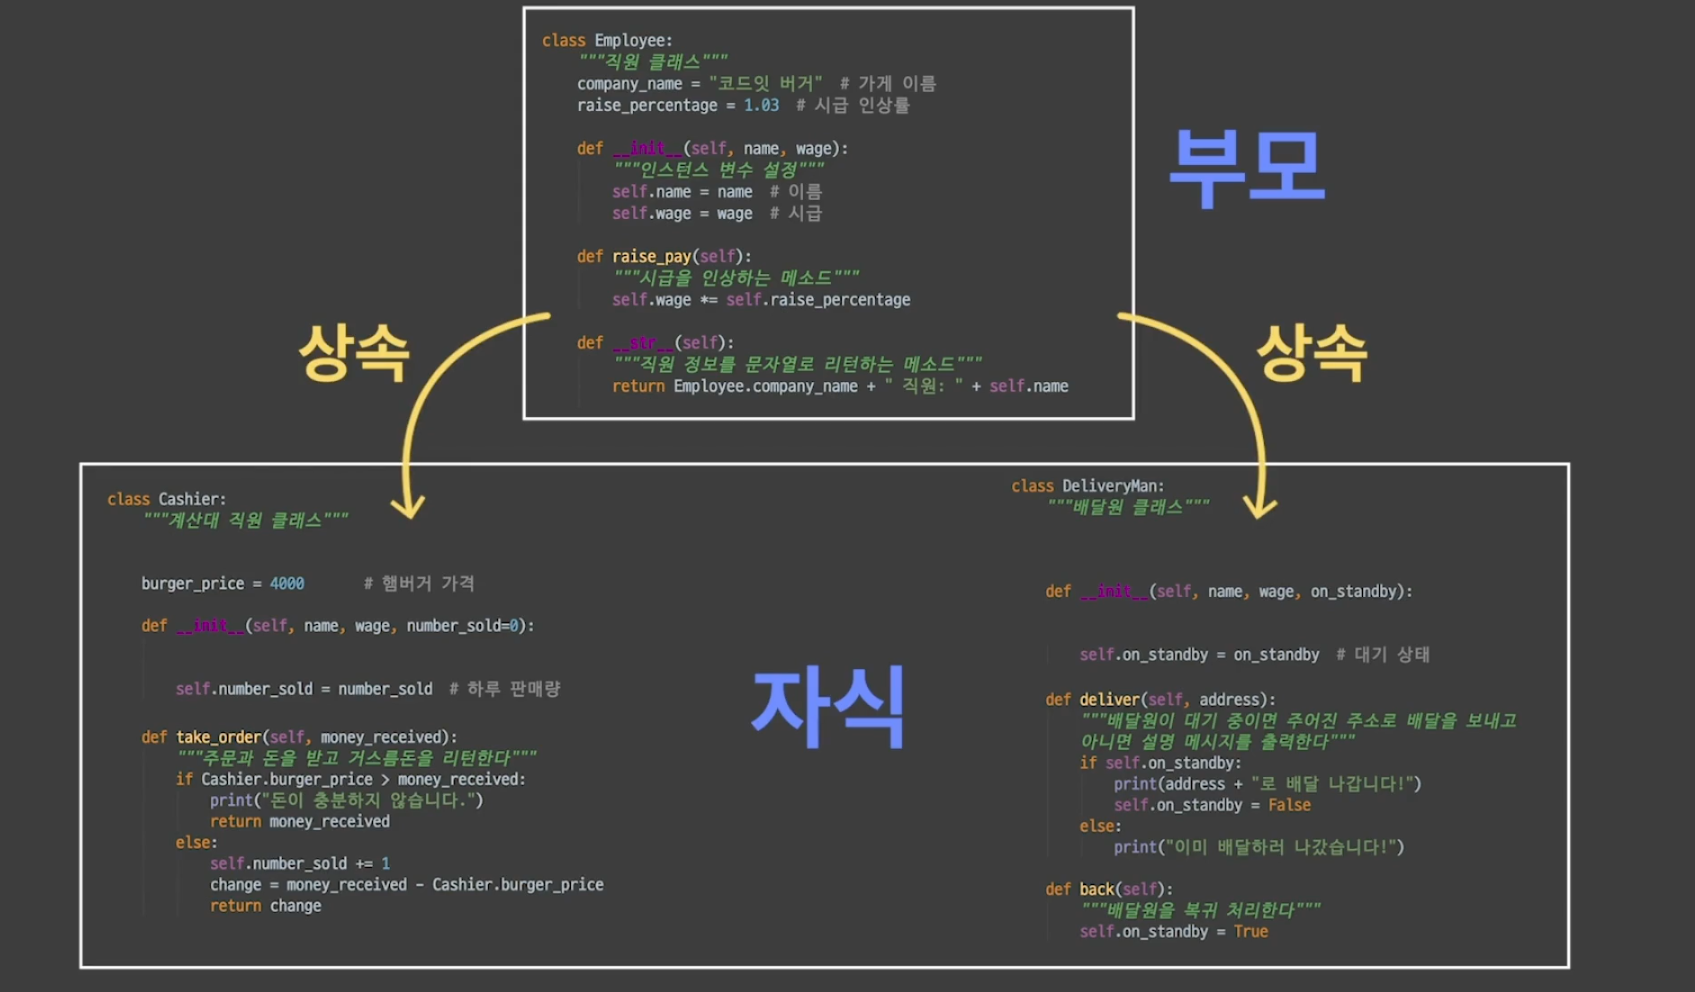 class Employee:
"""직원 클래스"""
company_name = "코드잇 버거"  # 가게 이름
raise_percentage = 1.03  # 시급 인상률
def __init__(self, name, wage):
"""인스턴스 변수 설정"""
self.name = name  # 이름
self.wage = wage  # 시급
def raise_pay(self):
"""시급을 인상하는 메소드"""
self.wage *= self.raise_percentage
def __str__(self):
"""직원 정보를 문자열로 리턴하는 메소드"""
return Employee.company_name + " 직원: " + self.name
부모
상속
상속
class Cashier:
"""계산대 직원 클래스"""
burger_price = 4000  # 햄버거 가격
def __init__(self, name, wage, number_sold=0):
self.number_sold = number_sold  # 하루 판매량
def take_order(self, money_received):
"""주문과 돈을 받고 거스름돈을 리턴한다"""
if Cashier.burger_price > money_received:
print("돈이 충분하지 않습니다.")
return money_received
else:
self.number_sold += 1
change = money_received - Cashier.burger_price
return change
자식
class DeliveryMan:
"""배달원 클래스"""
def __init__(self, name, wage, on_standby):
self.on_standby = on_standby  # 대기 상태
def deliver(self, address):
"""배달원이 대기 중이면 주어진 주소로 배달을 보내고
아니면 설명 메시지를 출력한다"""
if self.on_standby:
print(address + "로 배달 나갑니다!")
self.on_standby = False
else:
print("이미 배달하러 나갔습니다!")
def back(self):
"""배달원을 복귀 처리한다"""
self.on_standby = True